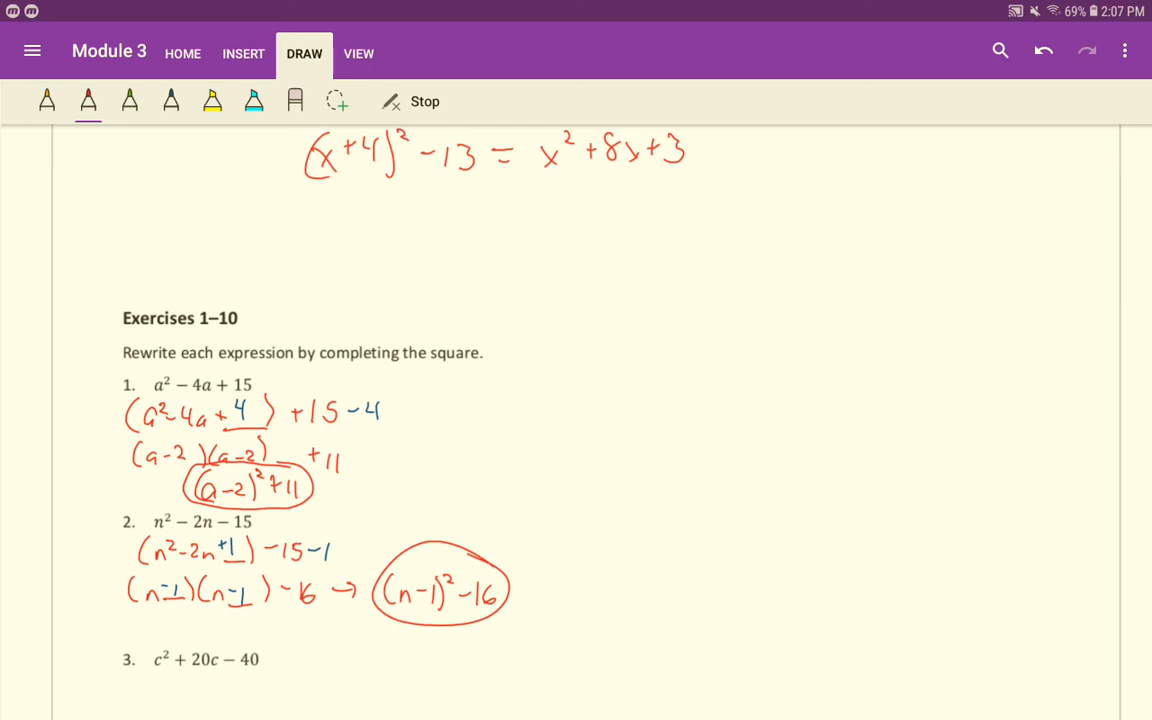 69% 2:07 PM
Module 3 HOME INSERT DRAW VIEW
Stop
(x+4)² -13 = x² +8x+3
Exercises 1–10
Rewrite each expression by completing the square.
1. a² − 4a + 15
(a²-4a+4) +15-4
(a-2)(a-2) +11
(a-2)²+11
2. n² − 2n − 15
(n²-2n+1) -15-1
(n-1)(n-1) -16 → (n-1)² -16
3. c² + 20c − 40